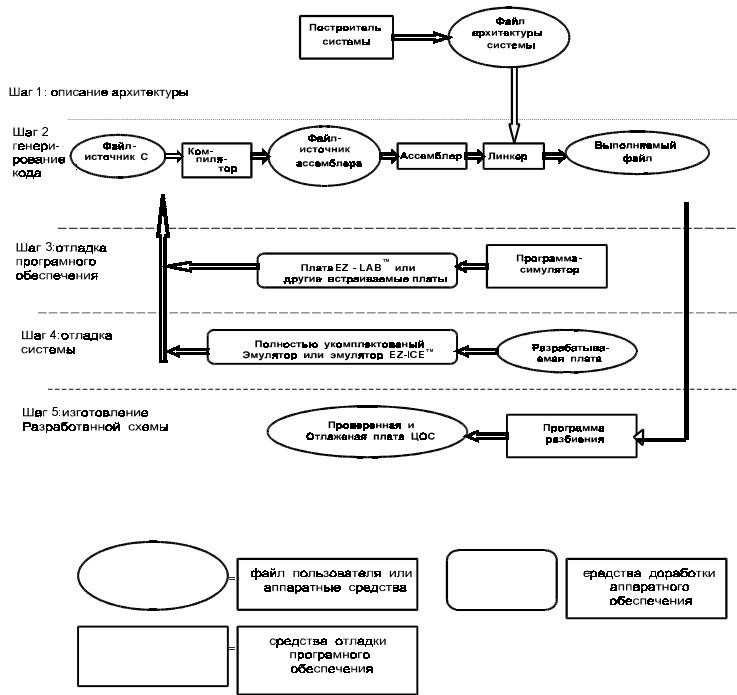 Построитель
системы
Файл
архитектуры
системы
Шаг 1: описание архитектуры
Шаг 2
генери-
рование
кода
Файл-
источник С
Ком-
пиля-
тор
Файл-
источник
ассемблера
Ассемблер
Линкер
Выполняемый
файл
Шаг 3:отладка
програмного
обеспечения
Плата EZ - LAB™ или
другие встраиваемые платы
Программа-
симулятор
Шаг 4:отладка
системы
Полностью укомплектованый
Эмулятор или эмулятор EZ-ICE™
Разрабатыва-
емая плата
Шаг 5:изготовление
Разработанной схемы
Проверенная и
Отлаженая плата ЦОС
Программа
разбиения
=
файл пользователя или
аппаратные средства
средства доработки
аппаратного
обеспечения
=
средства отладки
програмного
обеспечения